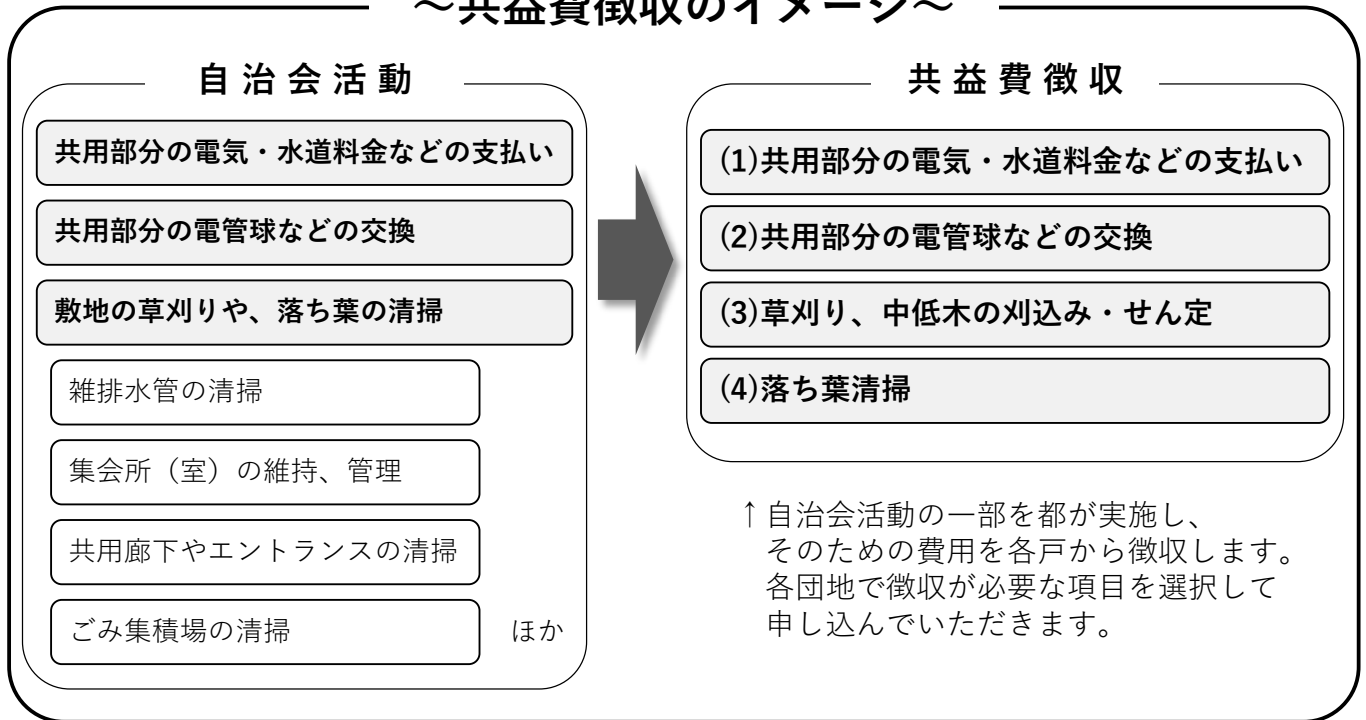 ～共益費徴収のイメージ～
自治会活動
共用部分の電気・水道料金などの支払い
共用部分の電管球などの交換
敷地の草刈りや、落ち葉の清掃
雑排水管の清掃
集会所（室）の維持、管理
共用廊下やエントランスの清掃
ごみ集積場の清掃 ほか
共益費徴収
(1)共用部分の電気・水道料金などの支払い
(2)共用部分の電管球などの交換
(3)草刈り、中低木の刈込み・せん定
(4)落ち葉清掃
↑自治会活動の一部を都が実施し、
そのための費用を各戸から徴収します。
各団地で徴収が必要な項目を選択して
申し込んでいただきます。